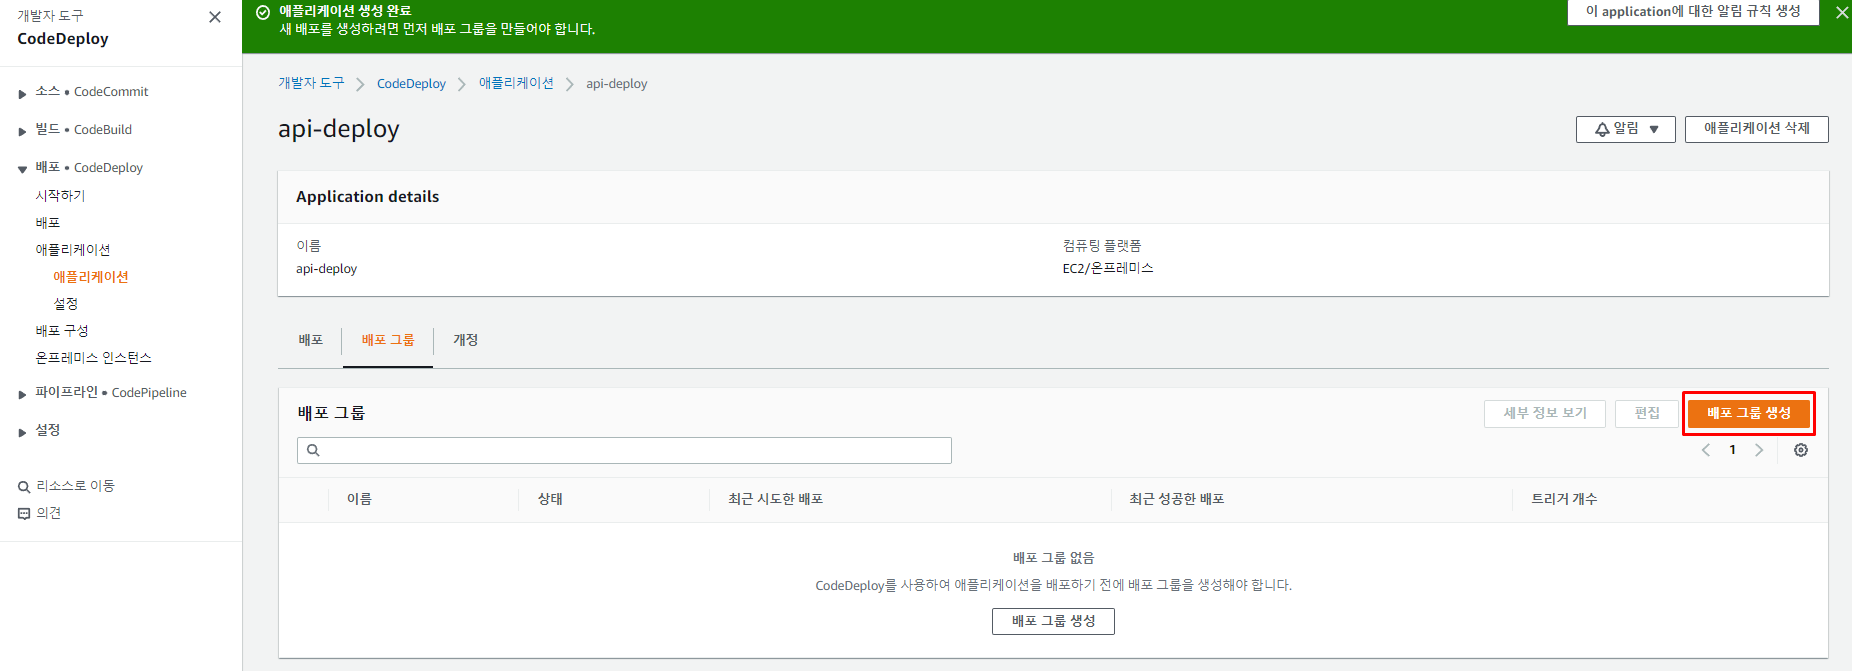 개발자 도구
CodeDeploy
소스 • CodeCommit
빌드 • CodeBuild
배포 • CodeDeploy
시작하기
배포
애플리케이션
애플리케이션
설정
배포 구성
온프레미스 인스턴스
파이프라인 • CodePipeline
설정
리소스로 이동
의견
애플리케이션 생성 완료
새 배포를 생성하려면 먼저 배포 그룹을 만들어야 합니다.
이 application에 대한 알림 규칙 생성
개발자 도구 CodeDeploy 애플리케이션 api-deploy
api-deploy
알림 애플리케이션 삭제
Application details
이름 컴퓨팅 플랫폼
api-deploy EC2/온프레미스
배포 배포 그룹 개정
배포 그룹 세부 정보 보기 편집 배포 그룹 생성
1
이름 상태 최근 시도한 배포 최근 성공한 배포 트리거 개수
배포 그룹 없음
CodeDeploy를 사용하여 애플리케이션을 배포하기 전에 배포 그룹을 생성해야 합니다.
배포 그룹 생성